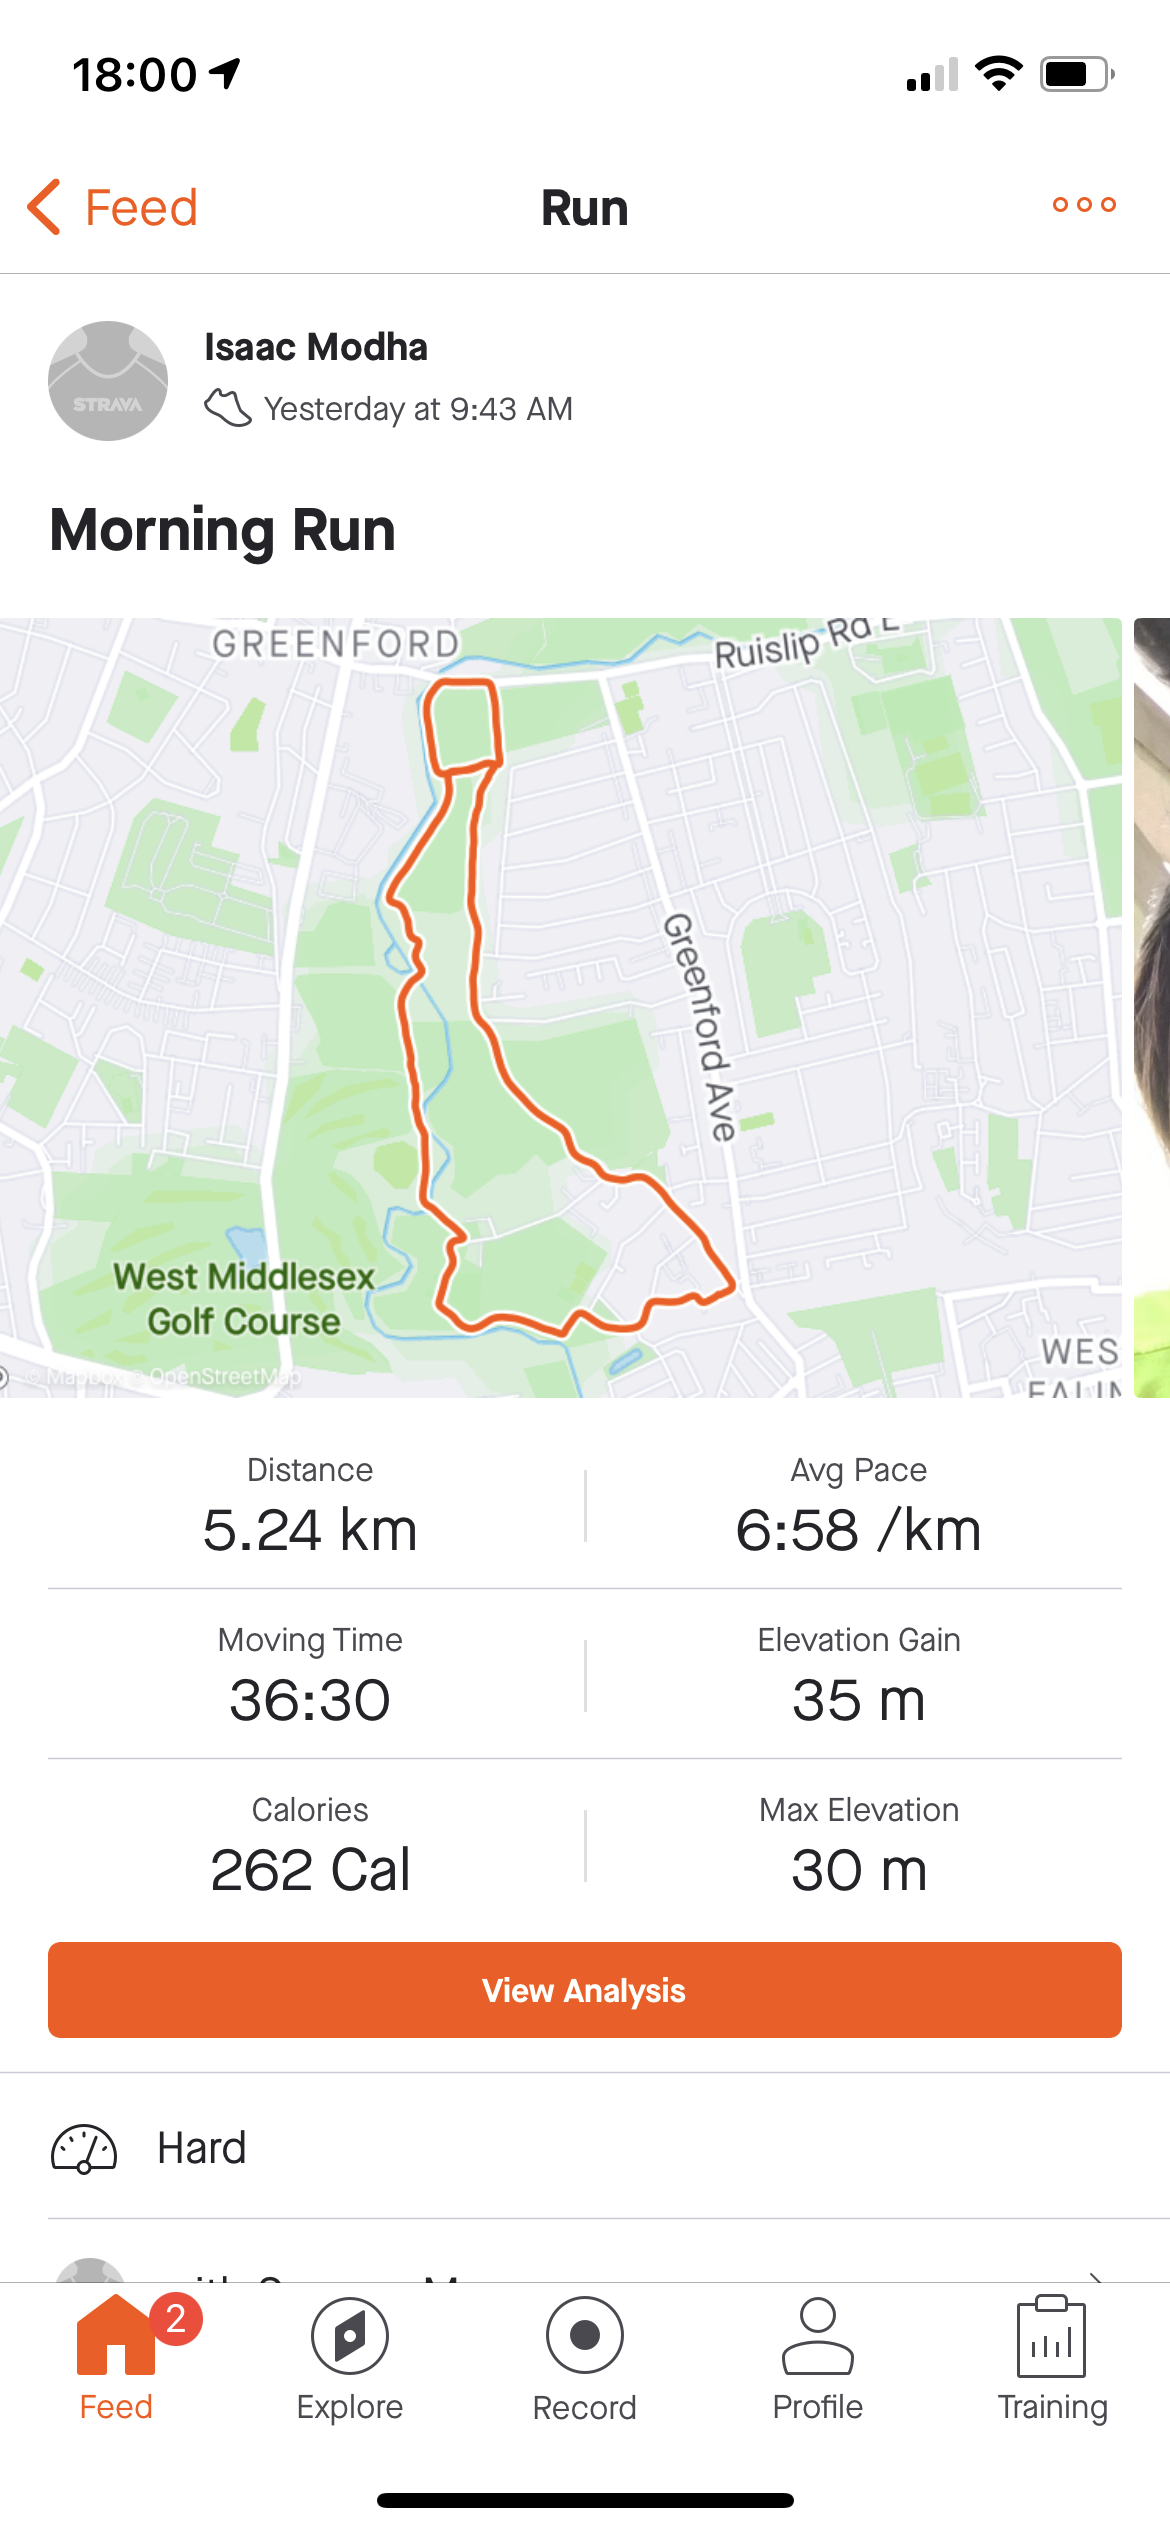 18:00
Feed
Run
Isaac Modha
STRAVA
Yesterday at 9:43 AM
Morning Run
GREENFORD
Ruislip Rd E
Greenford Ave
West Middlesex
Golf Course
WES
EALIN
© Mapbox © OpenStreetMap
Distance
5.24 km
Avg Pace
6:58 /km
Moving Time
36:30
Elevation Gain
35 m
Calories
262 Cal
Max Elevation
30 m
View Analysis
Hard
2
Feed
Explore
Record
Profile
Training